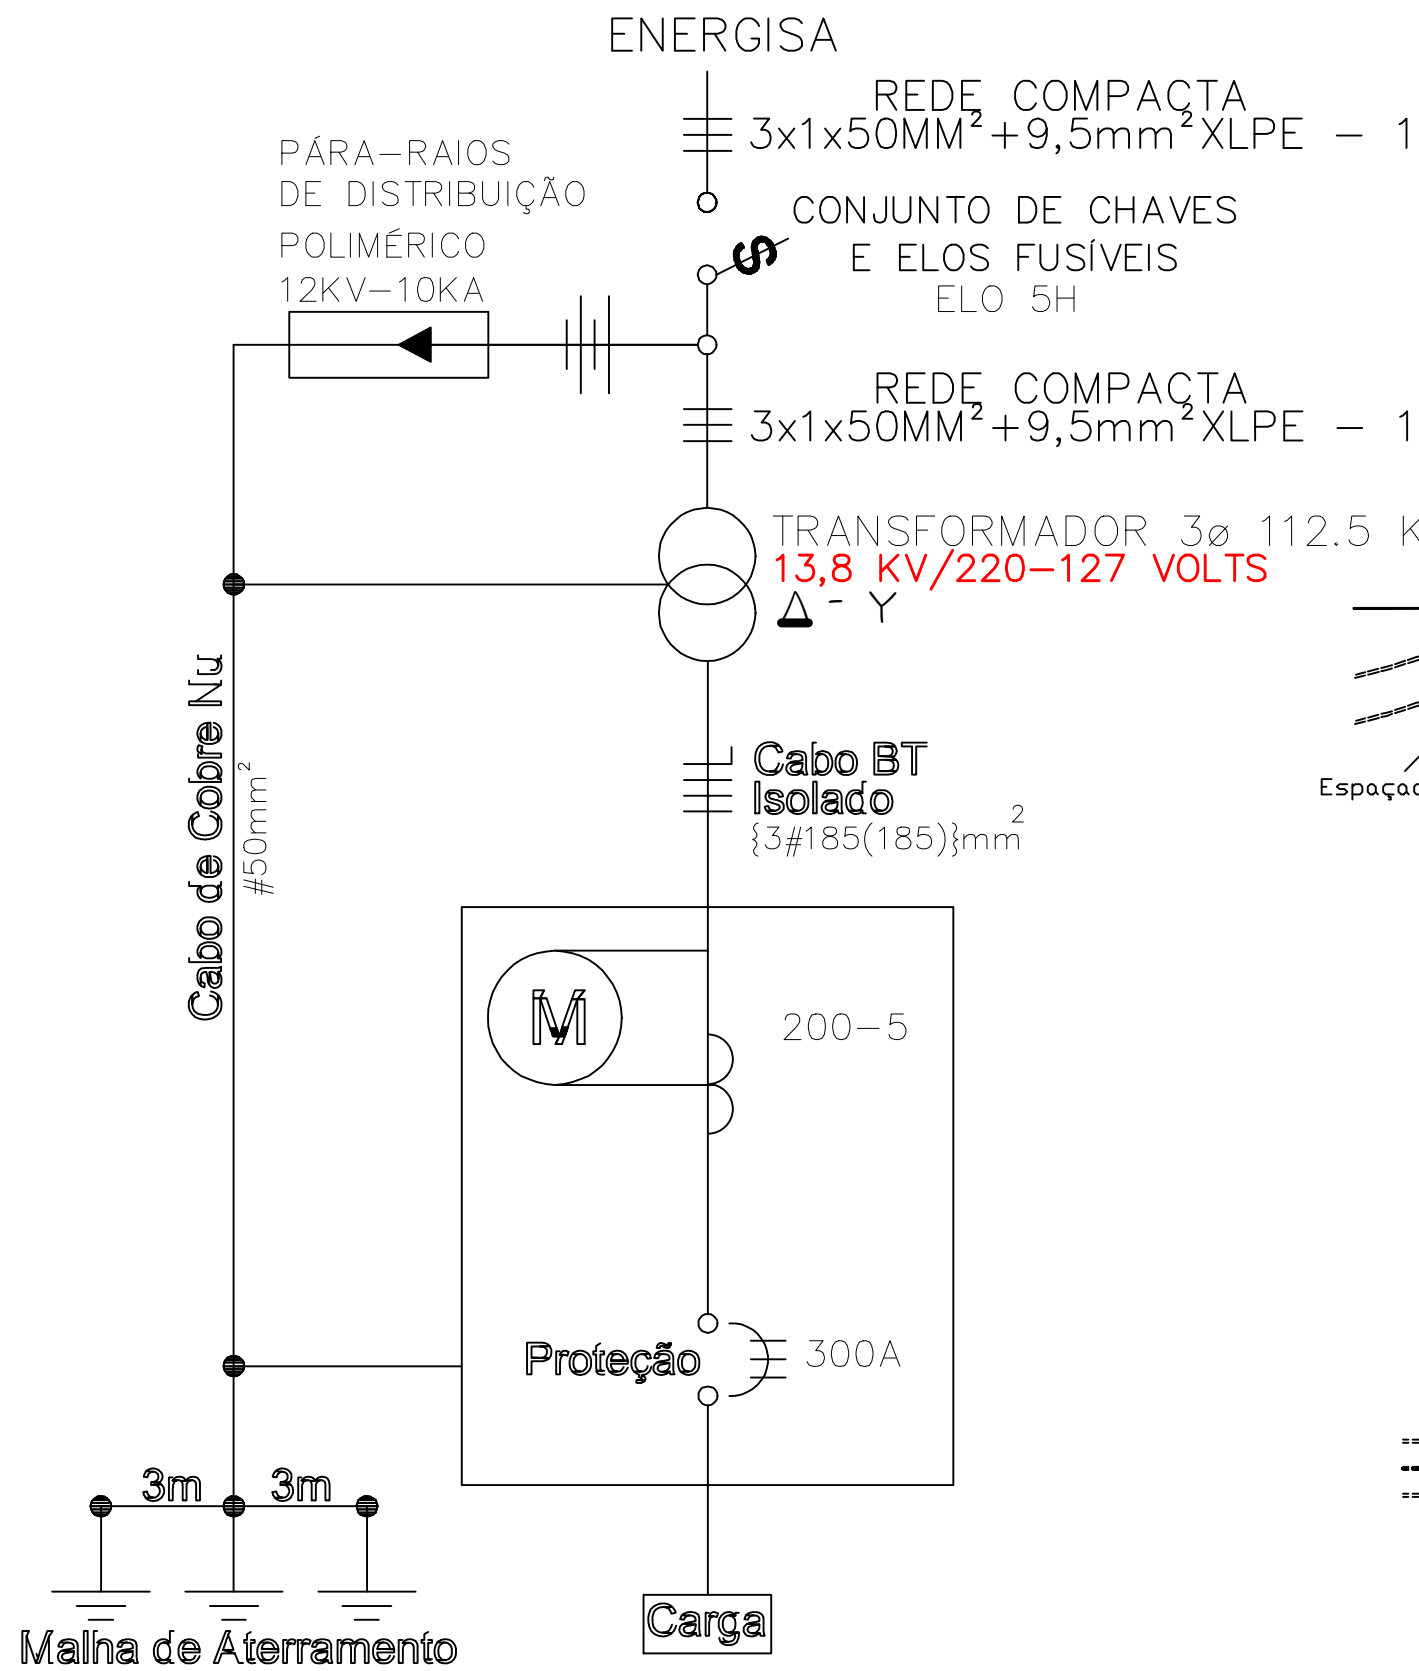 ENERGISA
REDE COMPACTA
3x1x50MM²+9,5mm²XLPE - 1
PÁRA-RAIOS
DE DISTRIBUIÇÃO
POLIMÉRICO
12KV-10KA
CONJUNTO DE CHAVES
E ELOS FUSÍVEIS
ELO 5H
S
REDE COMPACTA
3x1x50MM²+9,5mm²XLPE - 1
TRANSFORMADOR 3ø 112.5 K
13,8 KV/220-127 VOLTS
Δ - Y
Cabo de Cobre Nu
#50mm²
Cabo BT
Isolado
{3#185(185)}mm²
Espaçad
M
200-5
Proteção
300A
3m 3m
Malha de Aterramento
Carga